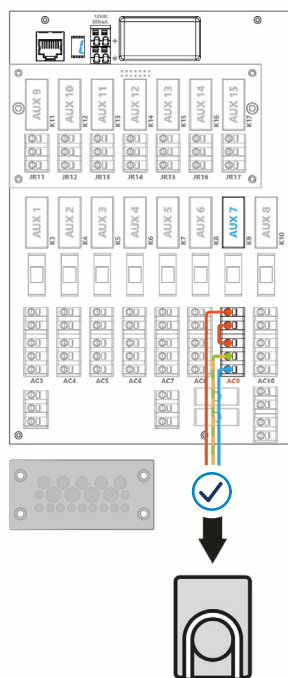 12Vdc
800mA
AUX 9
K11
AUX 10
K12
AUX 11
K13
AUX 12
K14
AUX 13
K15
AUX 14
K16
AUX 15
K17
JR11
JR12
JR13
JR14
JR15
JR16
JR17
AUX 1
K3
AUX 2
K4
AUX 3
K5
AUX 4
K6
AUX 5
K7
AUX 6
K8
AUX 7
K9
AUX 8
K10
AC3
AC4
AC5
AC6
AC7
AC8
AC9
AC10